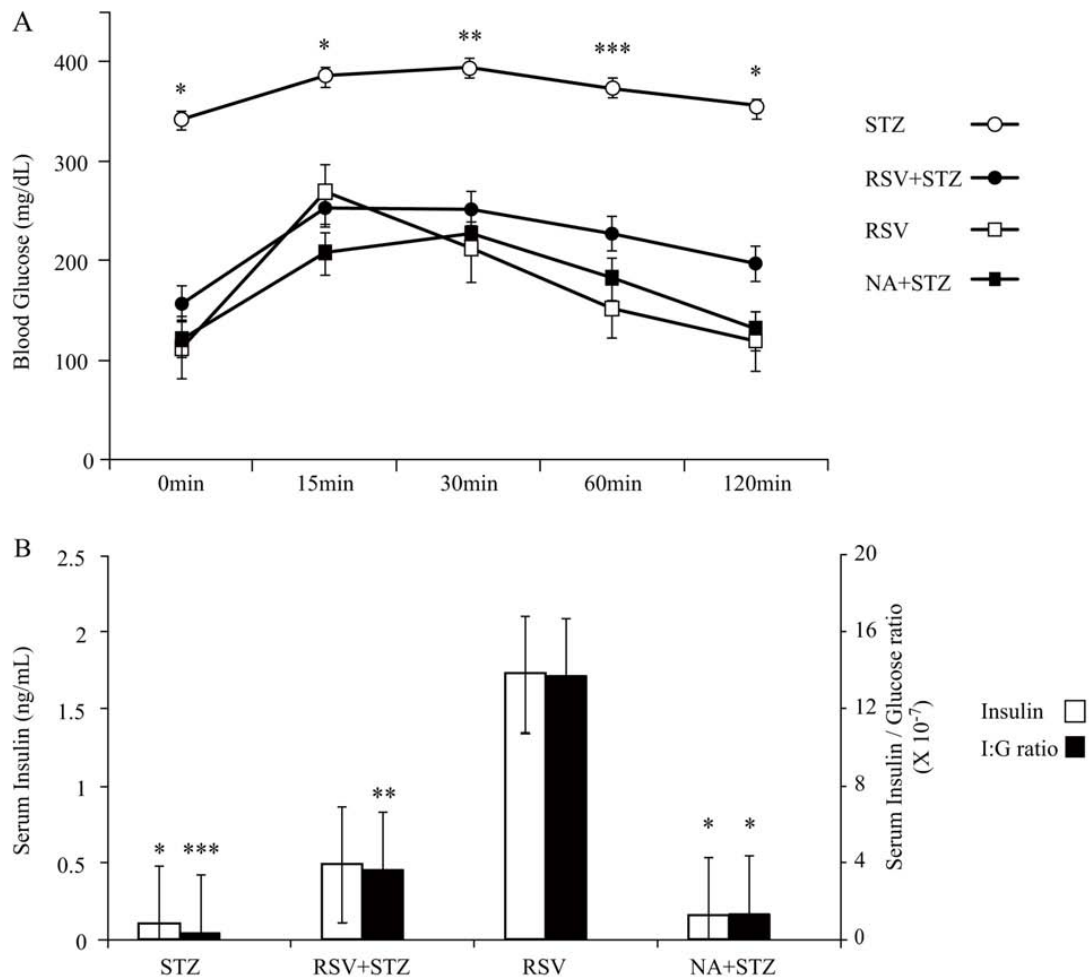 A
Blood Glucose (mg/dL)
400
300
200
100
0
*
*
**
***
*
0min
15min
30min
60min
120min
STZ
RSV+STZ
RSV
NA+STZ
B
Serum Insulin (ng/mL)
2.5
2
1.5
1
0.5
0
*
***
**
*
*
STZ
RSV+STZ
RSV
NA+STZ
20
16
12
8
4
0
Serum Insulin / Glucose ratio
(X 10⁻⁷)
Insulin
I:G ratio